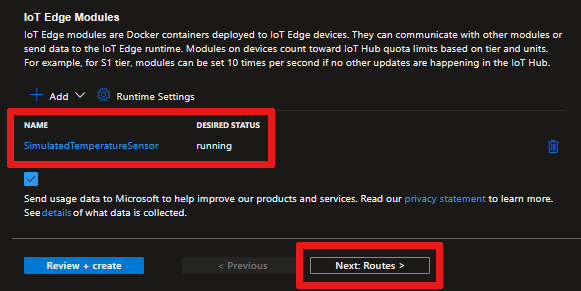 IoT Edge Modules
IoT Edge modules are Docker containers deployed to IoT Edge devices. They can communicate with other modules or
send data to the IoT Edge runtime. Modules on devices count toward IoT Hub quota limits based on tier and units.
For example, for S1 tier, modules can be set 10 times per second if no other updates are happening in the IoT Hub.
Add Runtime Settings
NAME DESIRED STATUS
SimulatedTemperatureSensor running
Send usage data to Microsoft to help improve our products and services. Read our privacy statement to learn more.
See details of what data is collected.
Review + create < Previous Next: Routes >